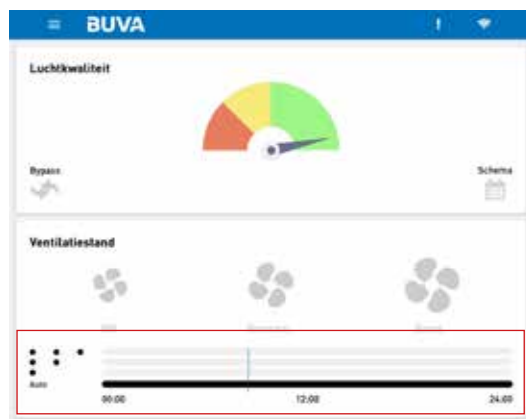 BUVA
Luchtkwaliteit
Bypass
Schema
Ventilatiestand
Auto
00:00 12:00 24:00